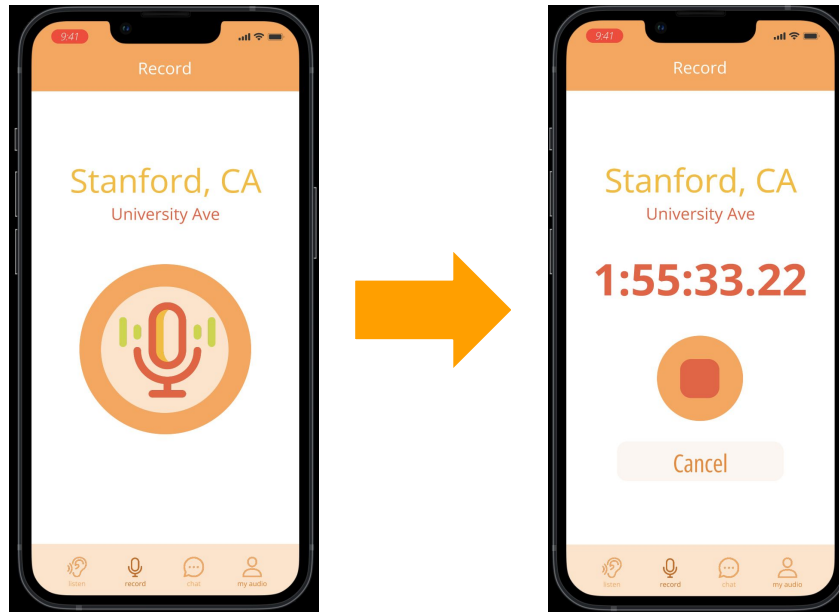 9:41
Record
Stanford, CA
University Ave
listen record chat my audio
9:41
Record
Stanford, CA
University Ave
1:55:33.22
Cancel
listen record chat my audio